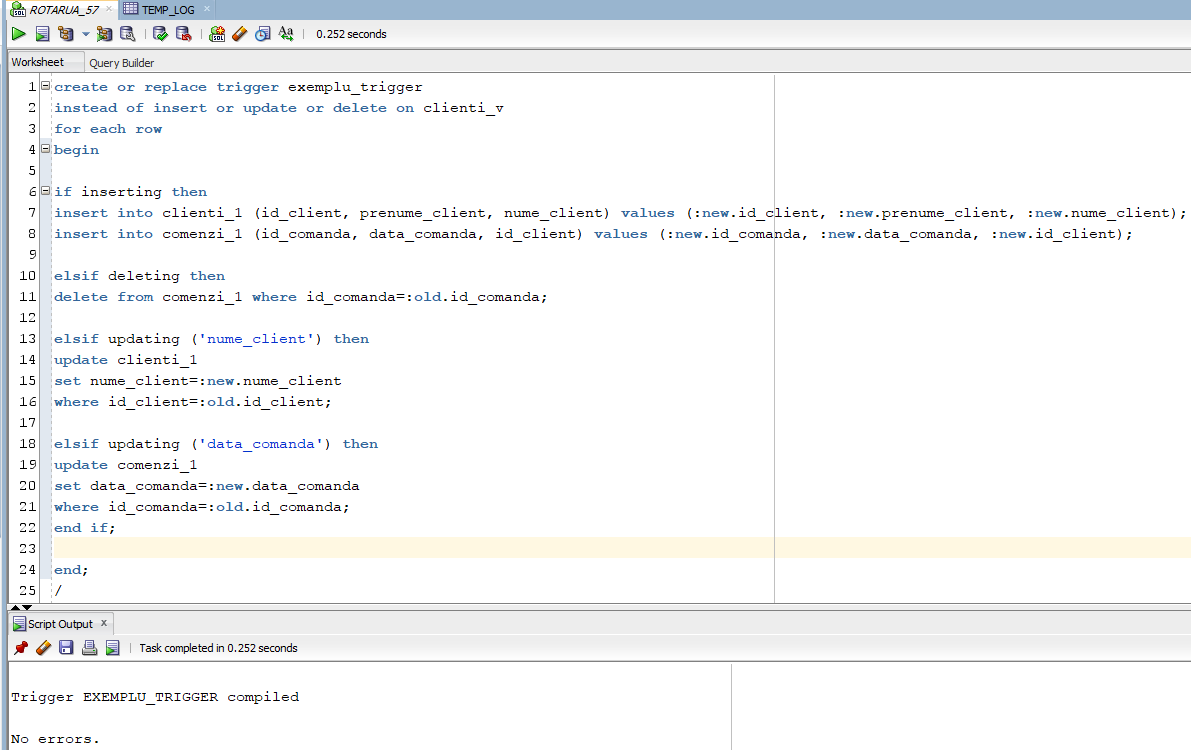 ROTARUA_57 TEMP_LOG
0.252 seconds
Worksheet Query Builder
1 create or replace trigger exemplu_trigger
2 instead of insert or update or delete on clienti_v
3 for each row
4 begin
5
6 if inserting then
7 insert into clienti_1 (id_client, prenume_client, nume_client) values (:new.id_client, :new.prenume_client, :new.nume_client);
8 insert into comenzi_1 (id_comanda, data_comanda, id_client) values (:new.id_comanda, :new.data_comanda, :new.id_client);
9
10 elsif deleting then
11 delete from comenzi_1 where id_comanda=:old.id_comanda;
12
13 elsif updating ('nume_client') then
14 update clienti_1
15 set nume_client=:new.nume_client
16 where id_client=:old.id_client;
17
18 elsif updating ('data_comanda') then
19 update comenzi_1
20 set data_comanda=:new.data_comanda
21 where id_comanda=:old.id_comanda;
22 end if;
23
24 end;
25 /
Script Output x
Task completed in 0.252 seconds
Trigger EXEMPLU_TRIGGER compiled
No errors.